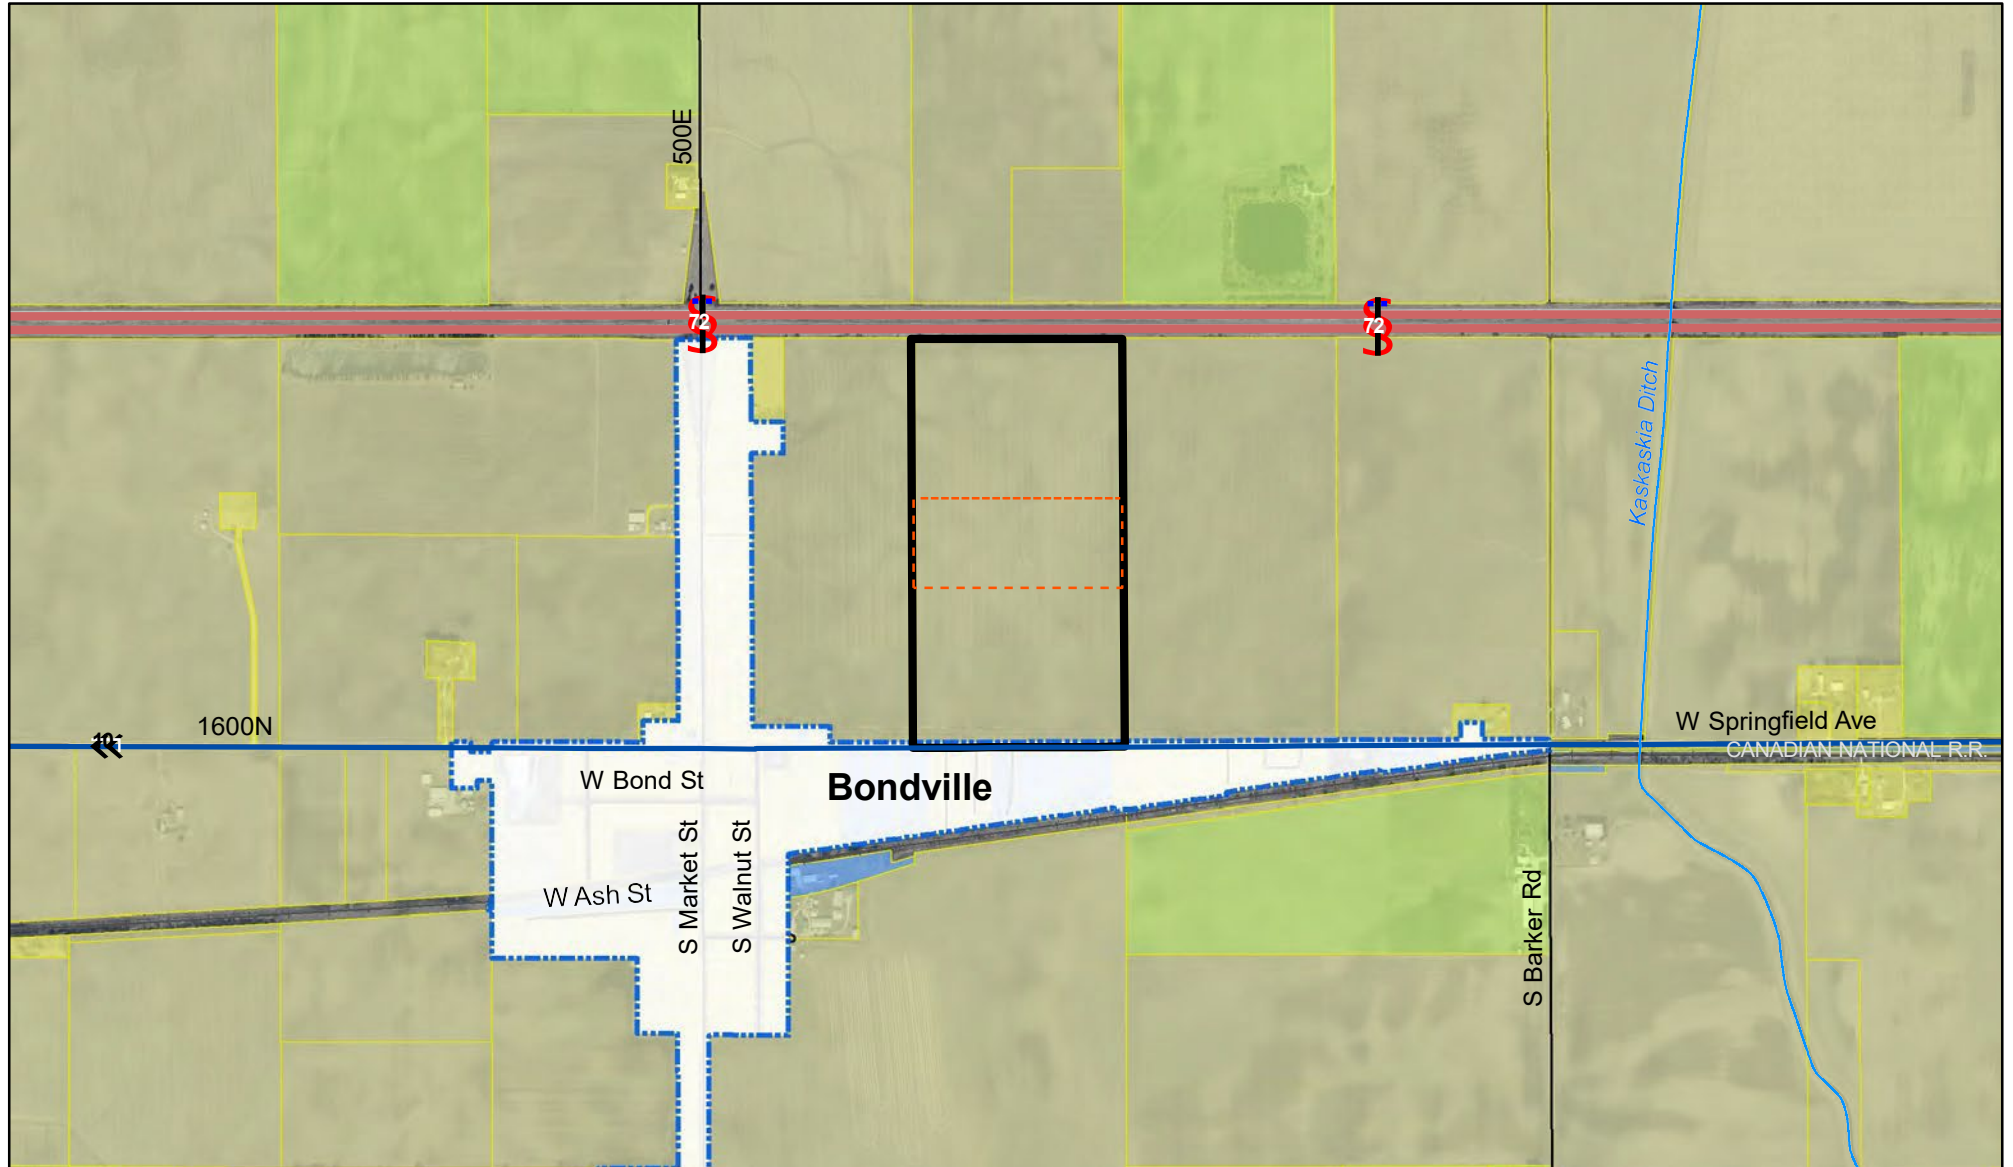 500E
72
72
Kaskaskia Ditch
1600N
W Springfield Ave
CANADIAN NATIONAL R.R.
W Bond St
Bondville
S Market St
S Walnut St
W Ash St
S Barker Rd